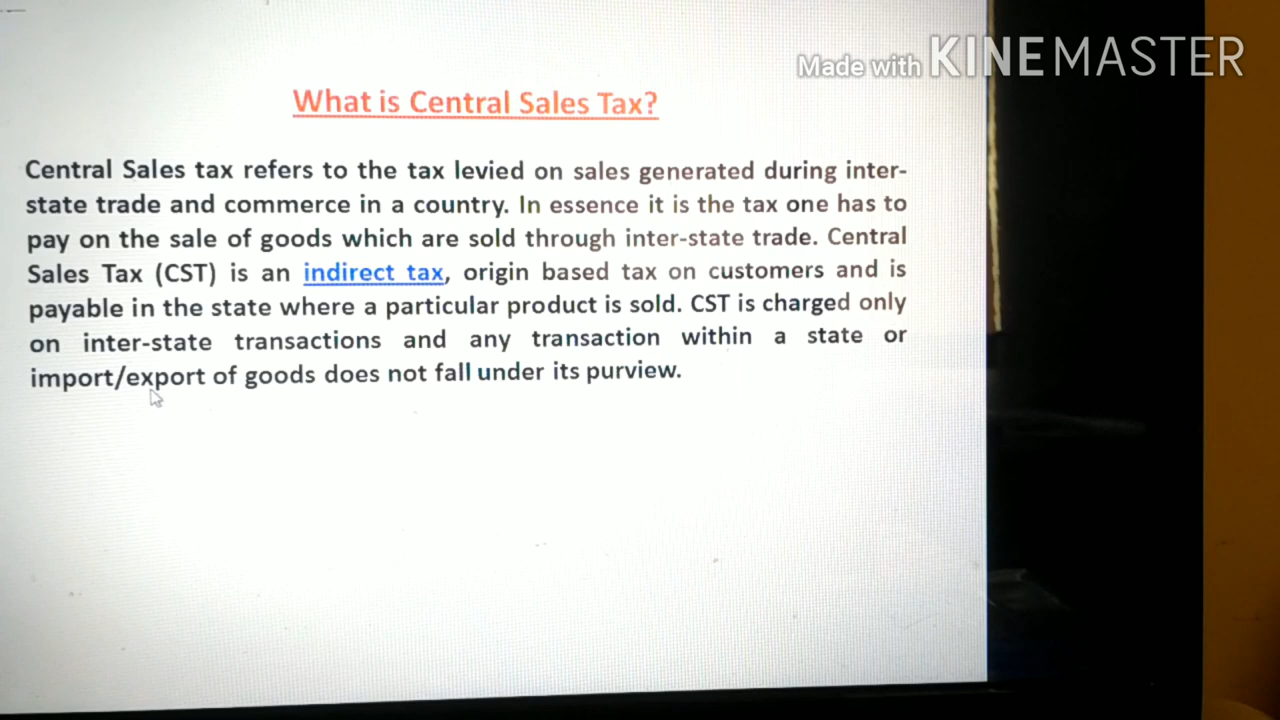 Made with KINEMASTER
What is Central Sales Tax?
Central Sales tax refers to the tax levied on sales generated during inter-
state trade and commerce in a country. In essence it is the tax one has to
pay on the sale of goods which are sold through inter-state trade. Central
Sales Tax (CST) is an indirect tax, origin based tax on customers and is
payable in the state where a particular product is sold. CST is charged only
on inter-state transactions and any transaction within a state or
import/export of goods does not fall under its purview.